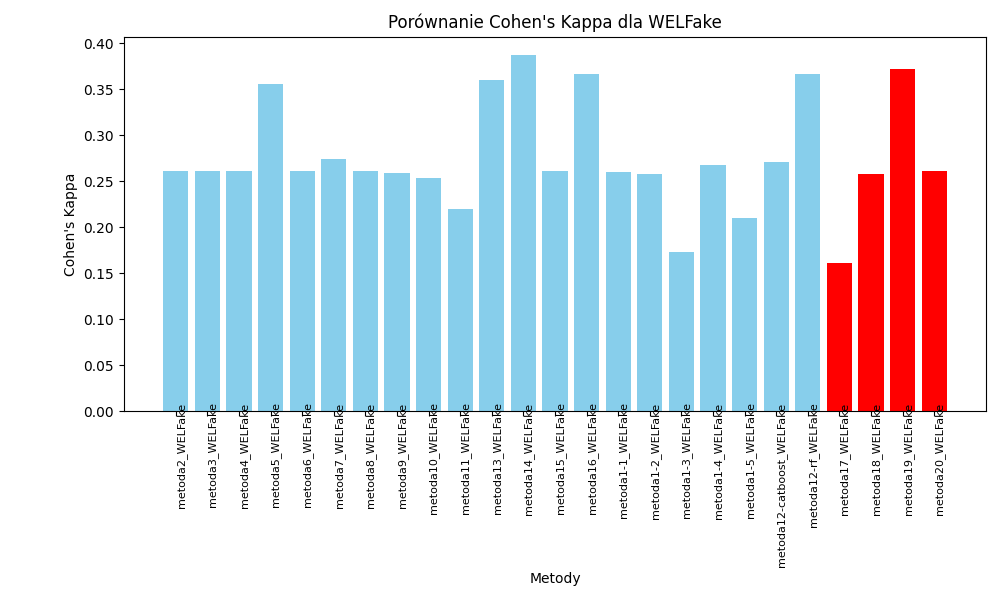 Porównanie Cohen's Kappa dla WELFake
Cohen's Kappa
0.40
0.35
0.30
0.25
0.20
0.15
0.10
0.05
0.00
metoda2_WELFake
metoda3_WELFake
metoda4_WELFake
metoda5_WELFake
metoda6_WELFake
metoda7_WELFake
metoda8_WELFake
metoda9_WELFake
metoda10_WELFake
metoda11_WELFake
metoda13_WELFake
metoda14_WELFake
metoda15_WELFake
metoda16_WELFake
metoda1-1_WELFake
metoda1-2_WELFake
metoda1-3_WELFake
metoda1-4_WELFake
metoda1-5_WELFake
metoda12-catboost_WELFake
metoda12-rf_WELFake
metoda17_WELFake
metoda18_WELFake
metoda19_WELFake
metoda20_WELFake
Metody